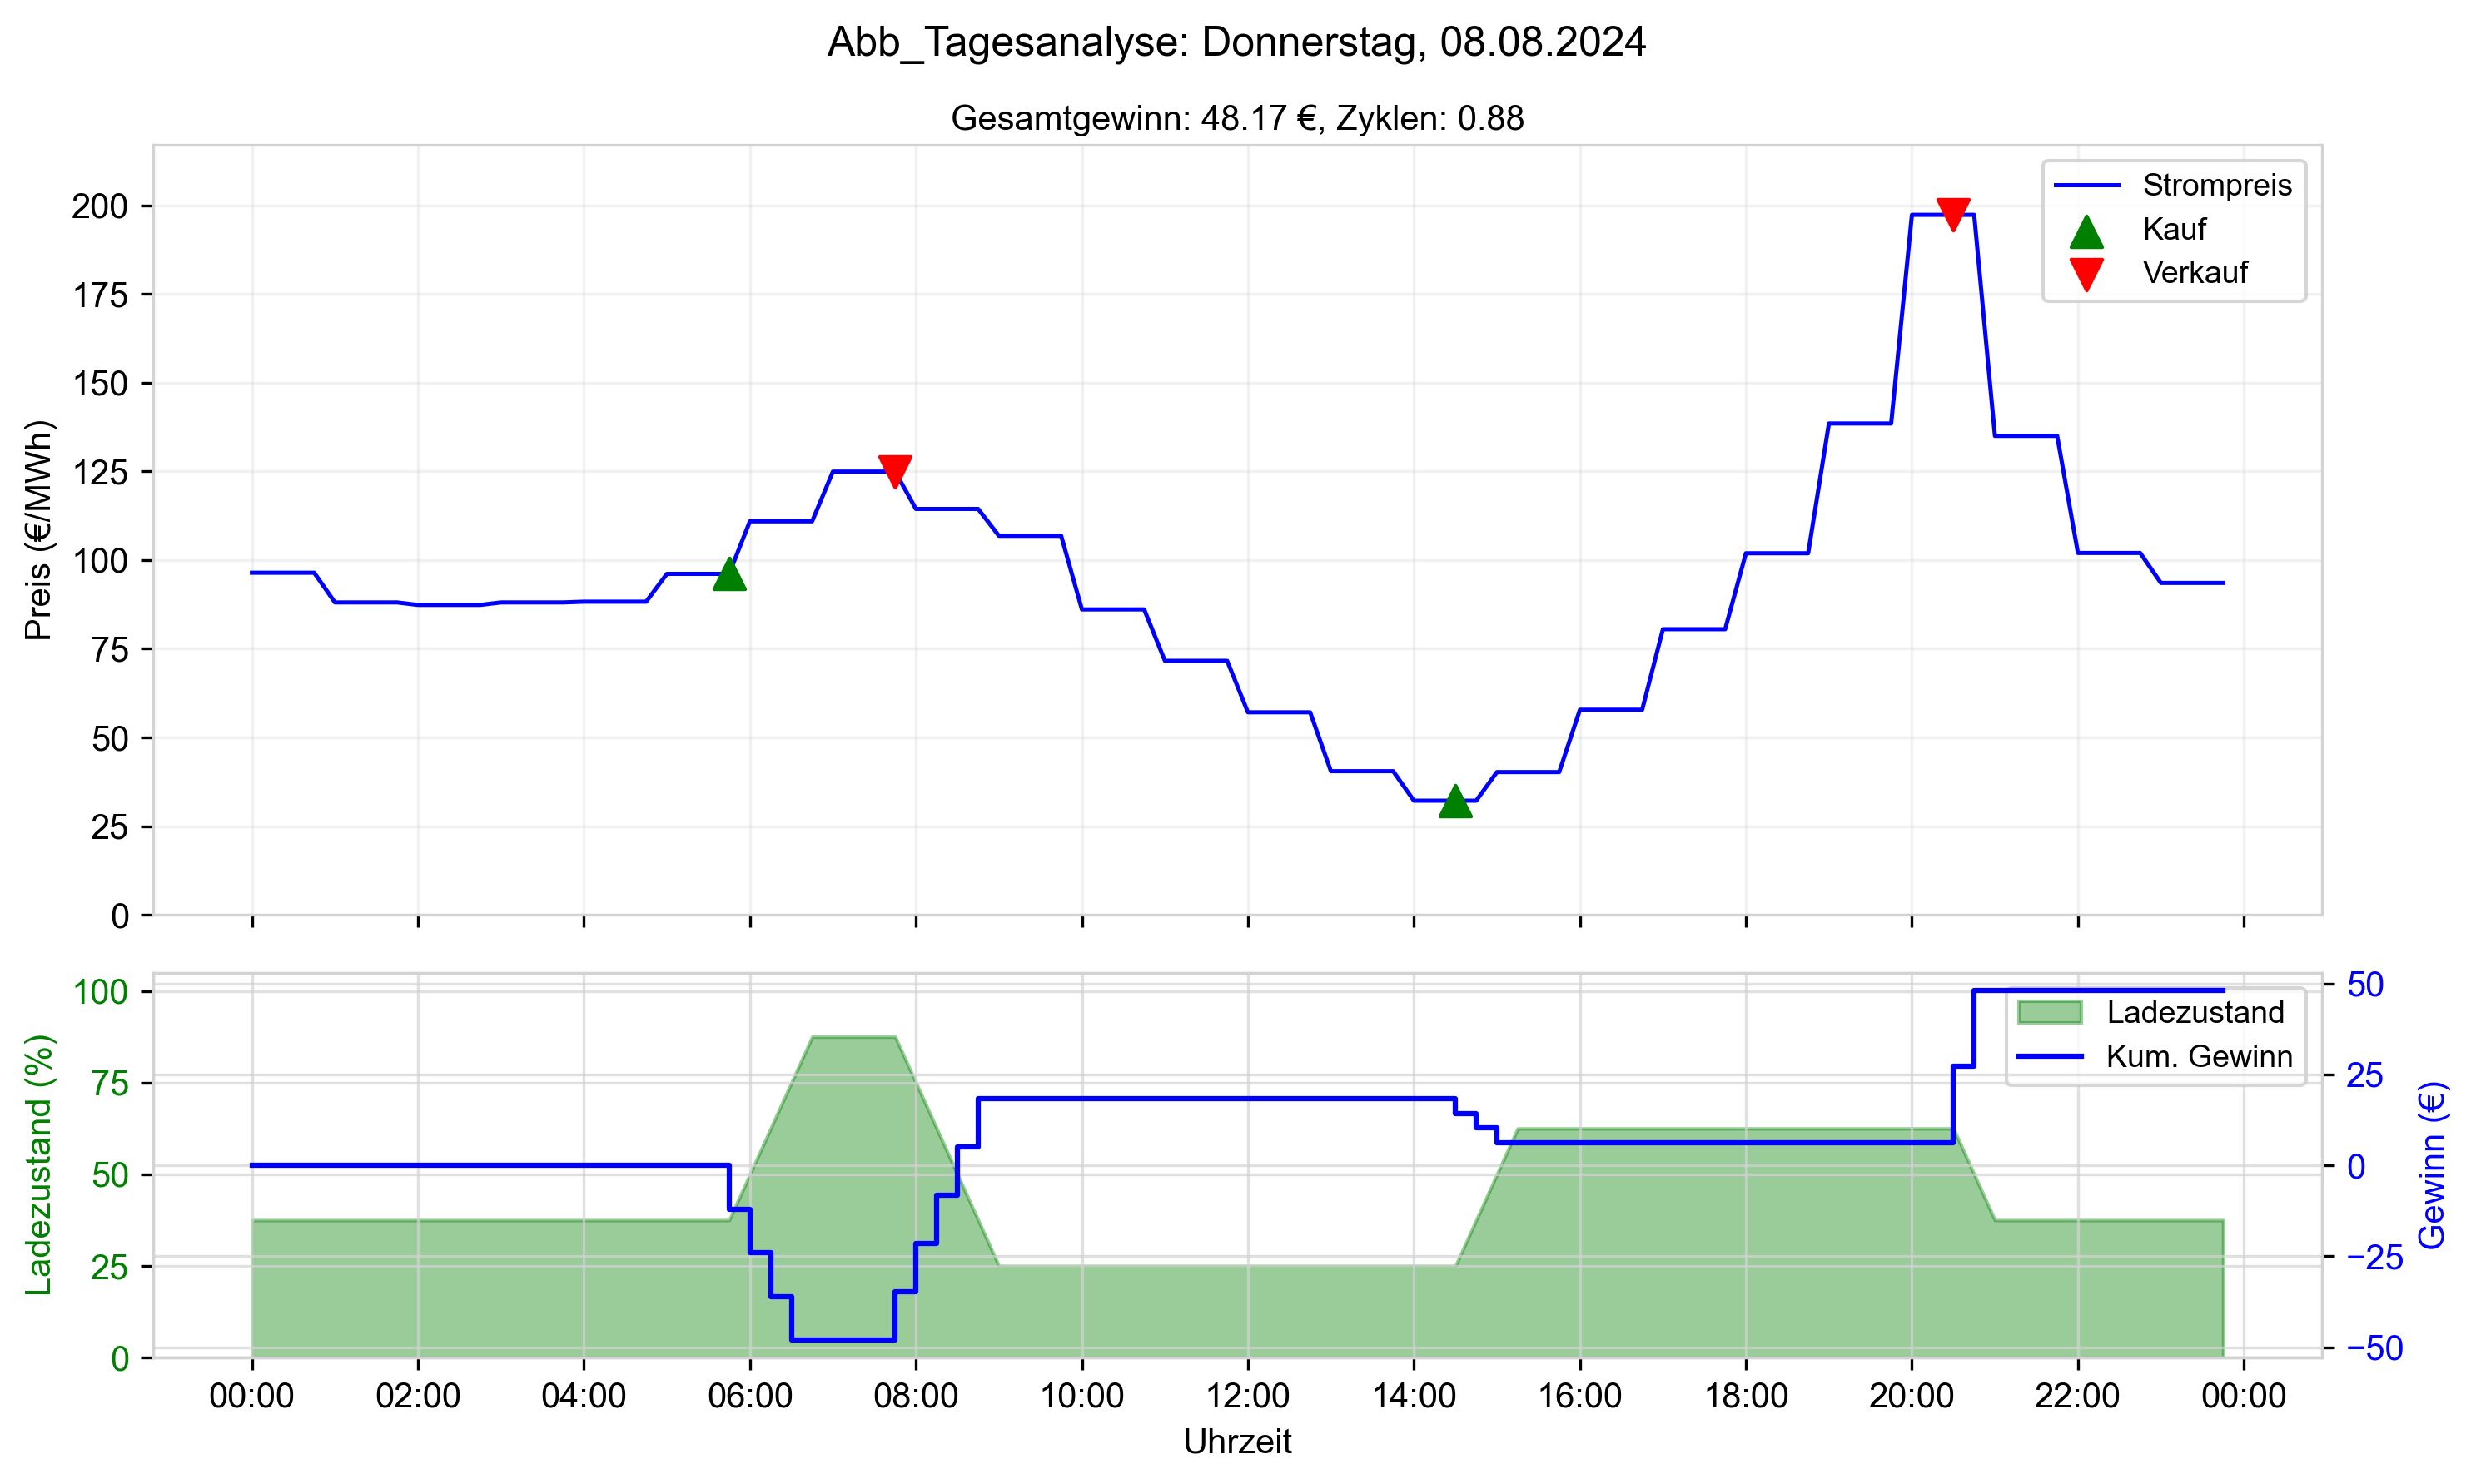 Abb_Tagesanalyse: Donnerstag, 08.08.2024
Gesamtgewinn: 48.17 €, Zyklen: 0.88
Preis (€/MWh)
200
175
150
125
100
75
50
25
0
Strompreis
Kauf
Verkauf
Ladezustand (%)
100
75
50
25
0
Ladezustand
Kum. Gewinn
50
25
0
−25
−50
Gewinn (€)
00:00 02:00 04:00 06:00 08:00 10:00 12:00 14:00 16:00 18:00 20:00 22:00 00:00
Uhrzeit